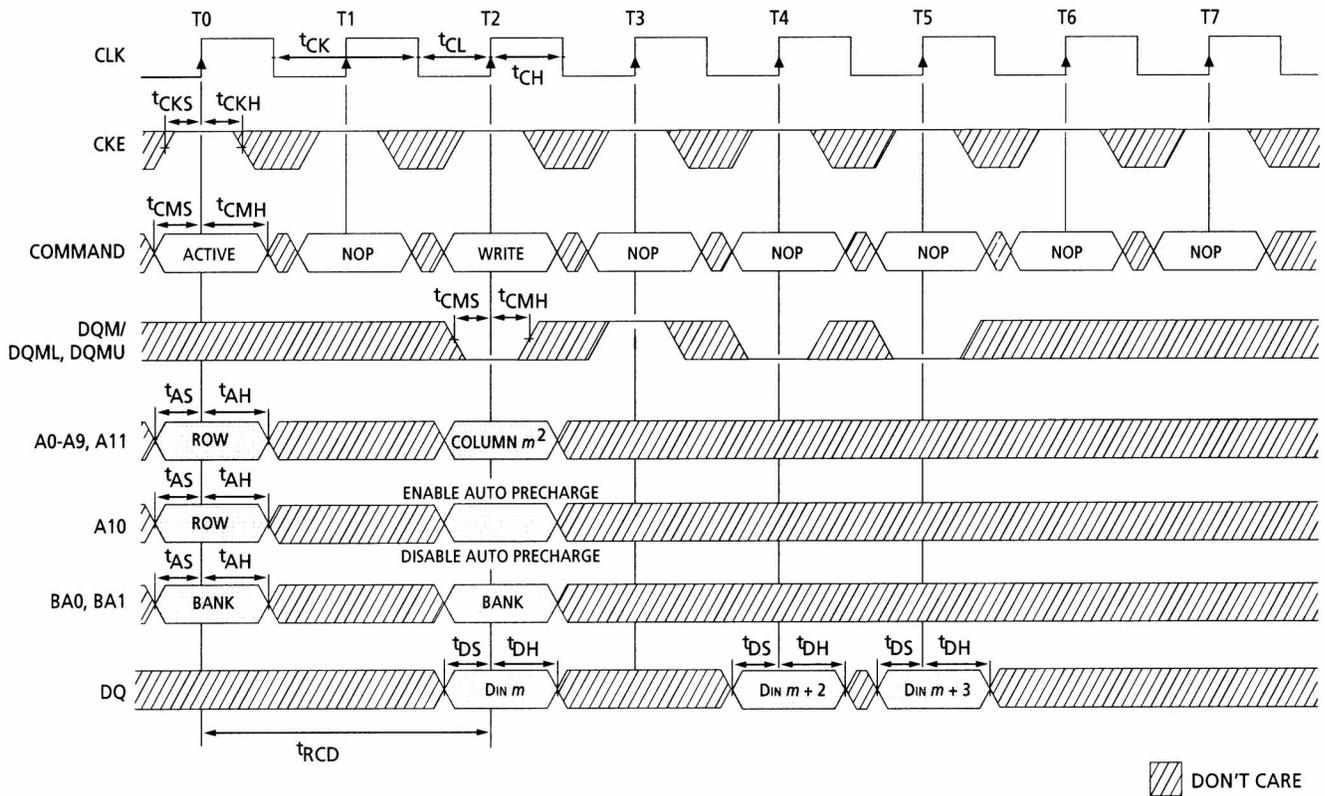 T0 T1 T2 T3 T4 T5 T6 T7
CLK
tCK tCL
tCH
tCKS tCKH
CKE
tCMS tCMH
COMMAND ACTIVE NOP WRITE NOP NOP NOP NOP NOP
tCMS tCMH
DQM/
DQML, DQMU
tAS tAH
A0-A9, A11 ROW COLUMN m2
tAS tAH ENABLE AUTO PRECHARGE
A10 ROW
tAS tAH DISABLE AUTO PRECHARGE
BA0, BA1 BANK BANK
tDS tDH tDS tDH tDS tDH
DQ DIN m DIN m + 2 DIN m + 3
tRCD
DON'T CARE